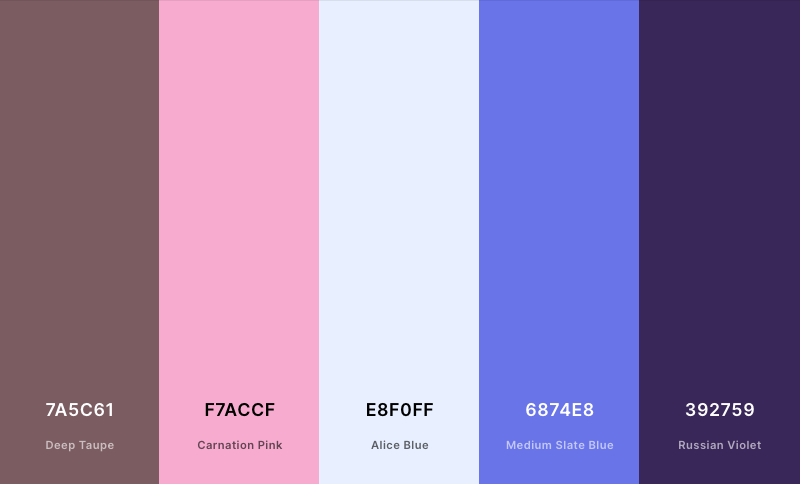 7A5C61
Deep Taupe
F7ACCF
Carnation Pink
E8F0FF
Alice Blue
6874E8
Medium Slate Blue
392759
Russian Violet